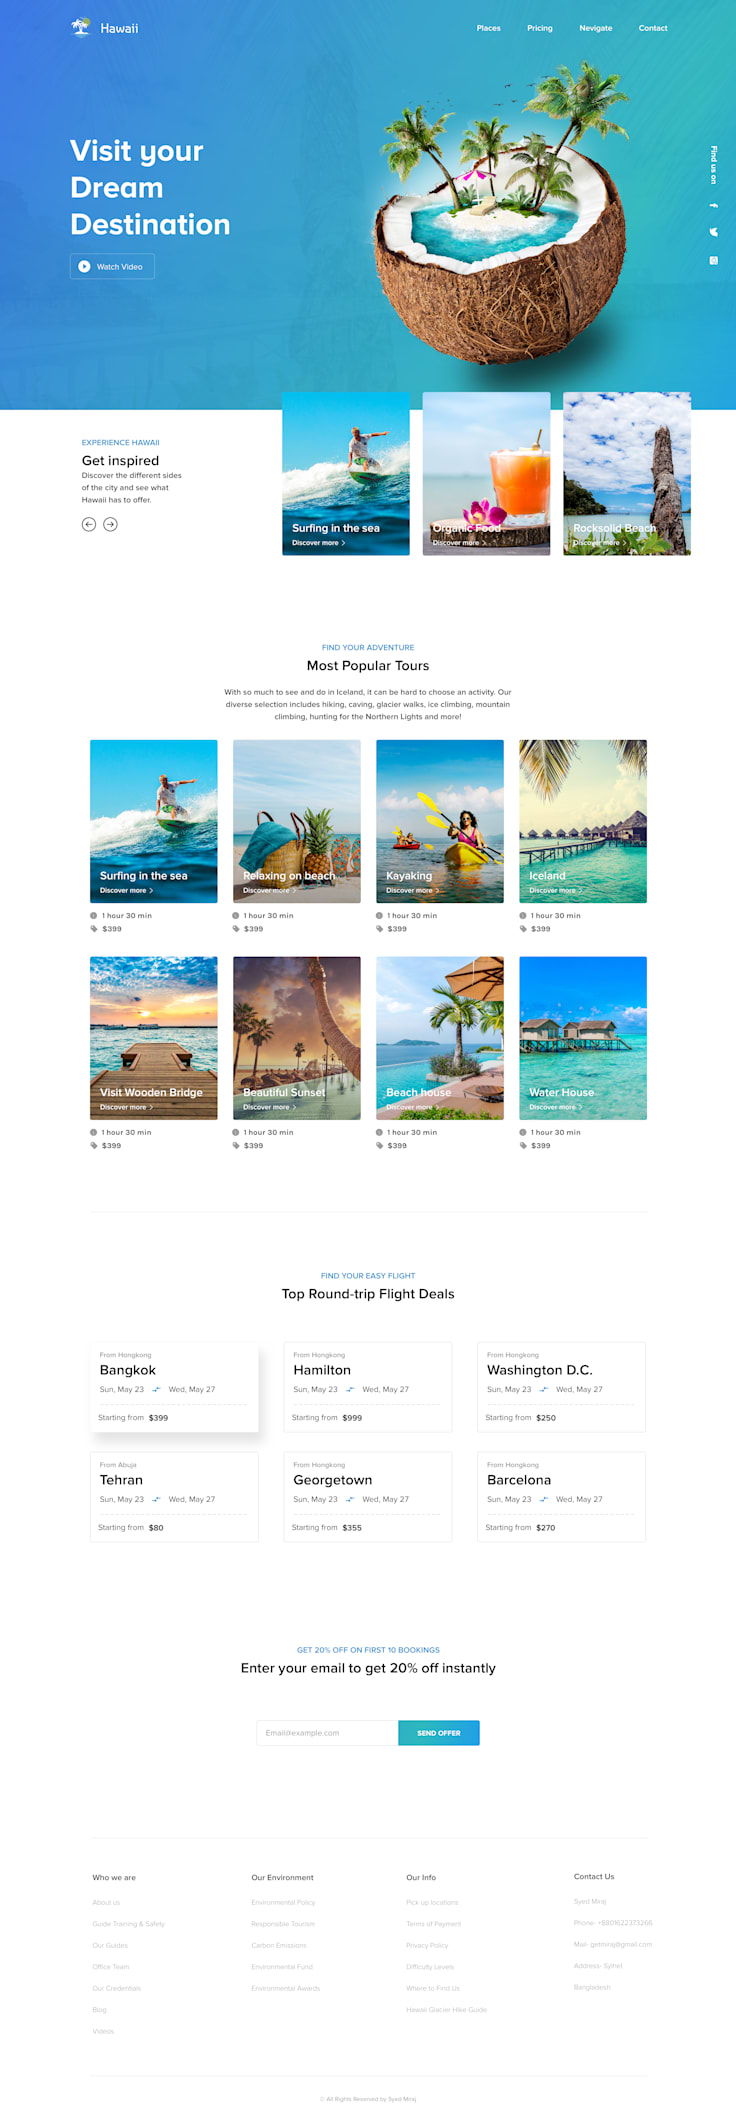 Hawaii
Places Pricing Nevigate Contact
Visit your
Dream
Destination
Watch Video
Find us on
EXPERIENCE HAWAII
Get inspired
Discover the different sides
of the city and see what
Hawaii has to offer.
Surfing in the sea
Discover more
Organic Food
Discover more
Rocksolid Beach
Discover more
FIND YOUR ADVENTURE
Most Popular Tours
With so much to see and do in Iceland, it can be hard to choose an activity. Our
diverse selection includes hiking, caving, glacier walks, ice climbing, mountain
climbing, hunting for the Northern Lights and more!
Surfing in the sea
Discover more
1 hour 30 min
$399
Relaxing on beach
Discover more
1 hour 30 min
$399
Kayaking
Discover more
1 hour 30 min
$399
Iceland
Discover more
1 hour 30 min
$399
Visit Wooden Bridge
Discover more
1 hour 30 min
$399
Beautiful Sunset
Discover more
1 hour 30 min
$399
Beach house
Discover more
1 hour 30 min
$399
Water House
Discover more
1 hour 30 min
$399
FIND YOUR EASY FLIGHT
Top Round-trip Flight Deals
From Hongkong
Bangkok
Sun, May 23 Wed, May 27
Starting from $399
From Hongkong
Hamilton
Sun, May 23 Wed, May 27
Starting from $999
From Hongkong
Washington D.C.
Sun, May 23 Wed, May 27
Starting from $250
From Abuja
Tehran
Sun, May 23 Wed, May 27
Starting from $80
From Hongkong
Georgetown
Sun, May 23 Wed, May 27
Starting from $355
From Hongkong
Barcelona
Sun, May 23 Wed, May 27
Starting from $270
GET 20% OFF ON FIRST 10 BOOKINGS
Enter your email to get 20% off instantly
Email@example.com
SEND OFFER
Who we are
About us
Guide Training & Safety
Our Guides
Office Team
Our Credentials
Blog
Videos
Our Environment
Environmental Policy
Responsible Tourism
Carbon Emissions
Environmental Fund
Environmental Awards
Our Info
Pick up locations
Terms of Payment
Privacy Policy
Difficulty Levels
Where to Find Us
Hawaii Glacier Hike Guide
Contact Us
Syed Miraj
Phone- +8801622373266
Mail- getmiraj@gmail.com
Address- Sylhet
Bangladesh
© All Rights Reserved by Syed Miraj